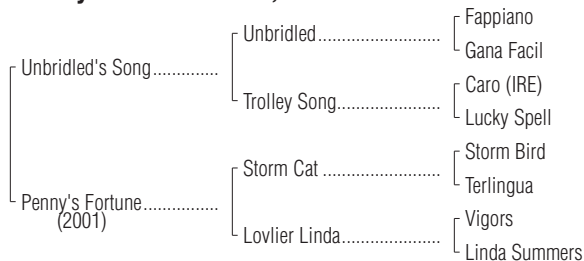 Fappiano
Unbridled
Gana Facil
Unbridled's Song
Caro (IRE)
Trolley Song
Lucky Spell
Storm Bird
Storm Cat
Terlingua
Penny's Fortune
(2001)
Vigors
Lovlier Linda
Linda Summers